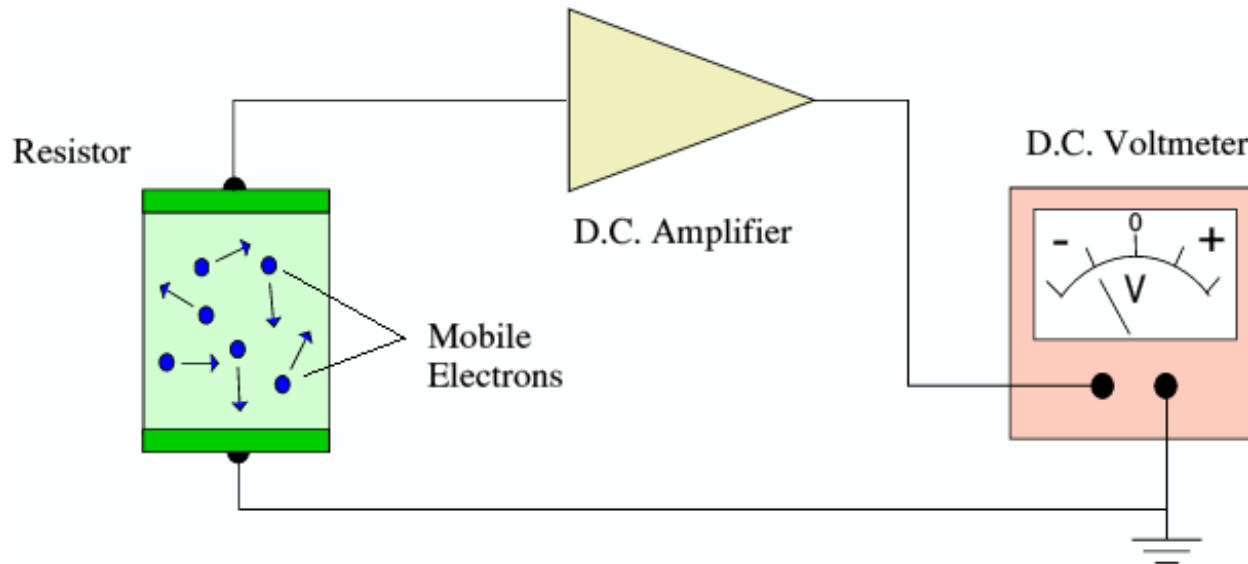 Resistor
D.C. Amplifier
D.C. Voltmeter
- 0 +
V
Mobile
Electrons